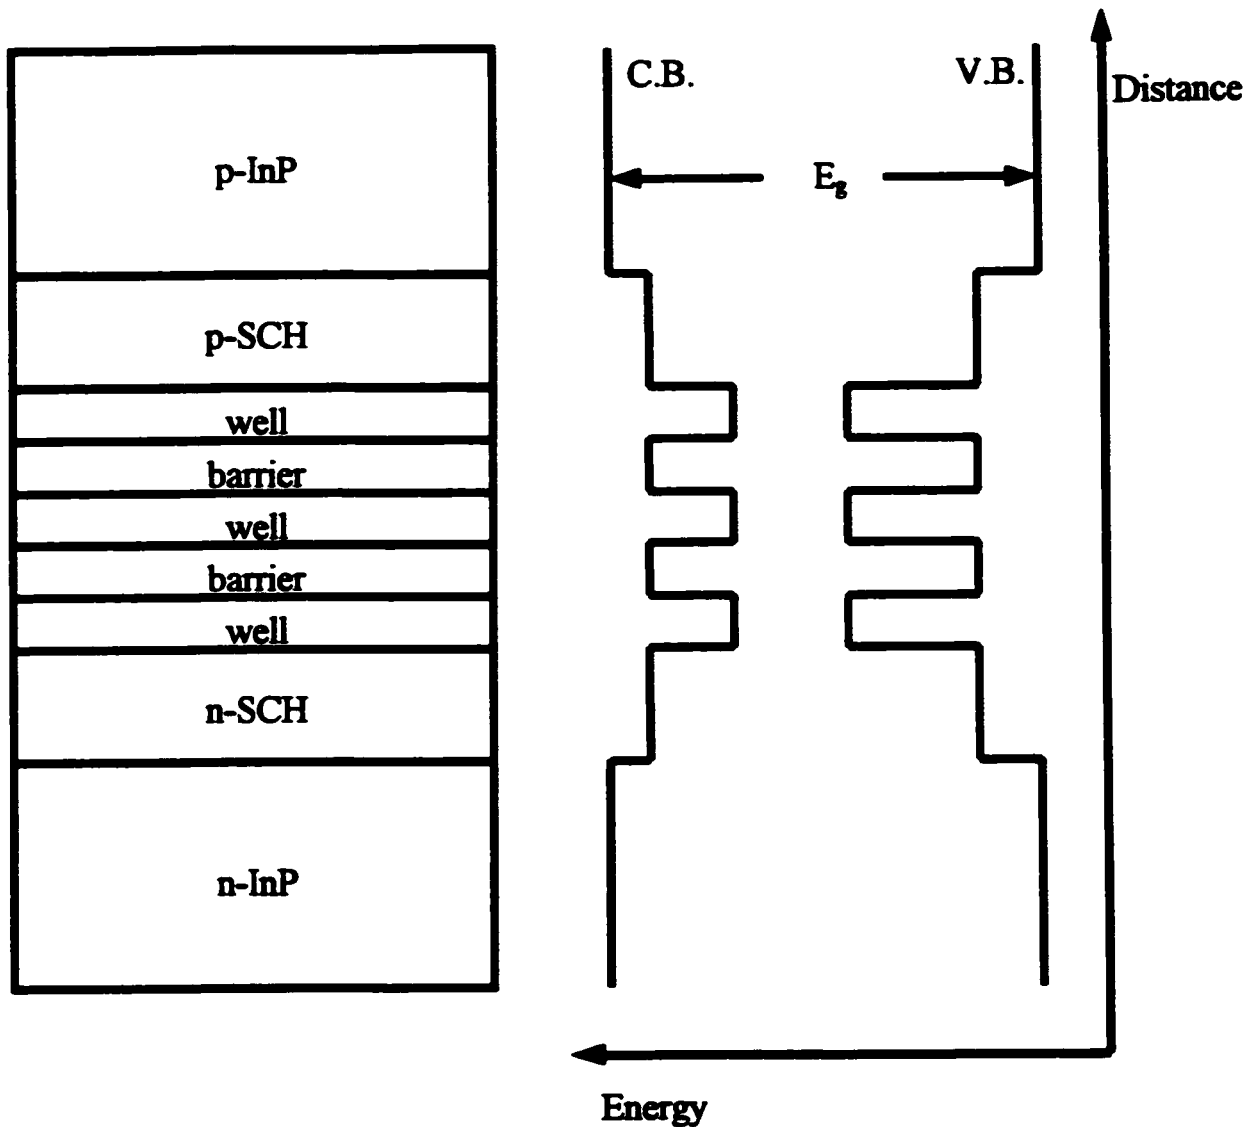 p-InP
p-SCH
well
barrier
well
barrier
well
n-SCH
n-InP
C.B.
V.B.
Distance
Eg
Energy